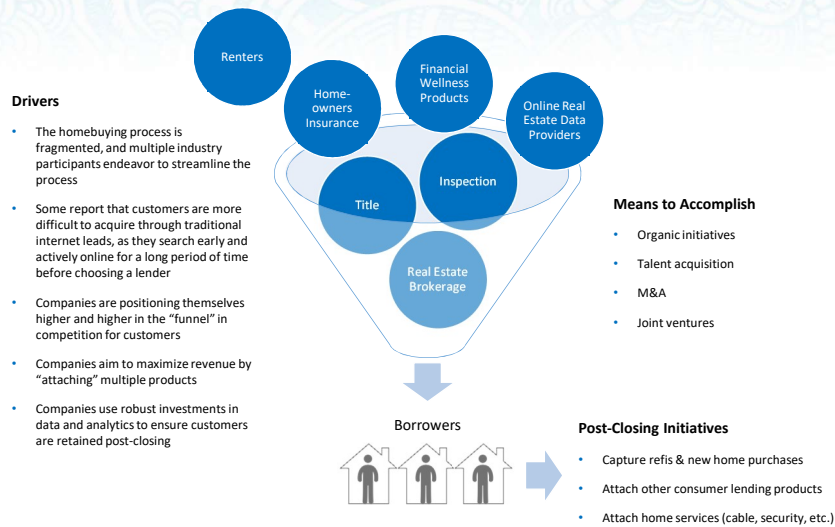 Renters
Home-
owners
Insurance
Financial
Wellness
Products
Online Real
Estate Data
Providers
Title
Inspection
Real Estate
Brokerage
Drivers
• The homebuying process is
fragmented, and multiple industry
participants endeavor to streamline the
process
• Some report that customers are more
difficult to acquire through traditional
internet leads, as they search early and
actively online for a long period of time
before choosing a lender
• Companies are positioning themselves
higher and higher in the “funnel” in
competition for customers
• Companies aim to maximize revenue by
“attaching” multiple products
• Companies use robust investments in
data and analytics to ensure customers
are retained post-closing
Means to Accomplish
• Organic initiatives
• Talent acquisition
• M&A
• Joint ventures
Borrowers
Post-Closing Initiatives
• Capture refis & new home purchases
• Attach other consumer lending products
• Attach home services (cable, security, etc.)